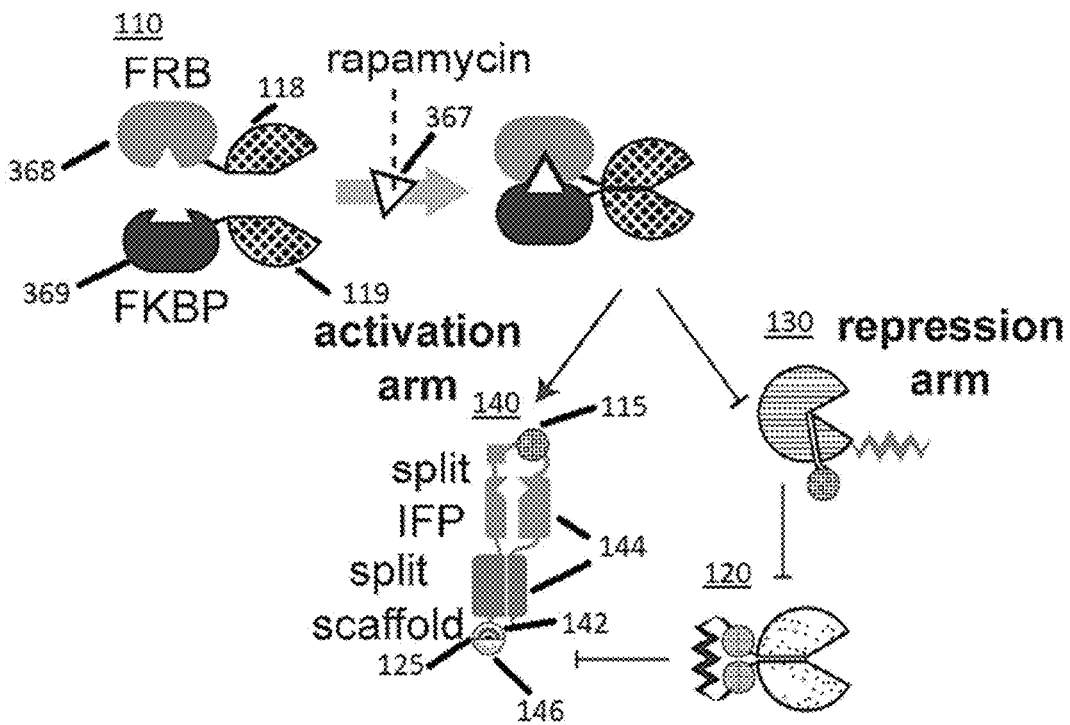 110
FRB
118
rapamycin
367
368
369
FKBP
119
activation
arm
130
repression
arm
140
115
split
IFP
144
split
scaffold
142
125
146
120